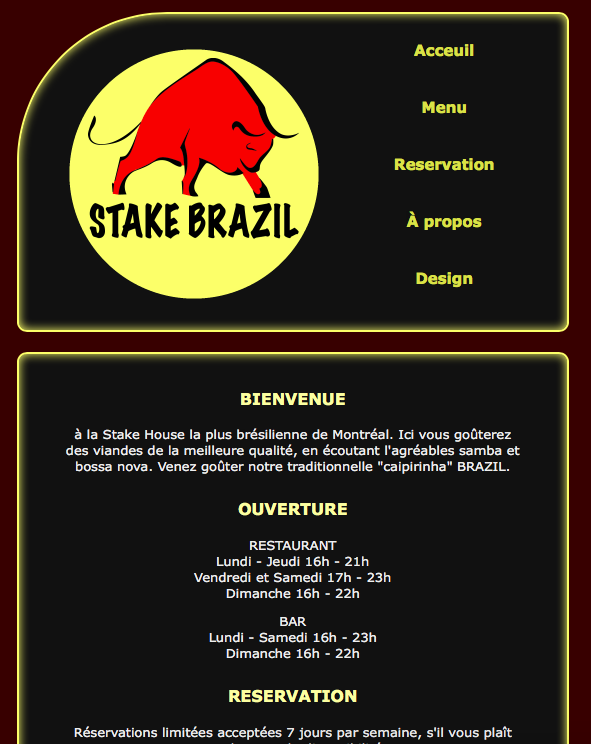 STAKE BRAZIL
Acceuil
Menu
Reservation
À propos
Design
BIENVENUE
à la Stake House la plus brésilienne de Montréal. Ici vous goûterez
des viandes de la meilleure qualité, en écoutant l'agréables samba et
bossa nova. Venez goûter notre traditionnelle "caipirinha" BRAZIL.
OUVERTURE
RESTAURANT
Lundi - Jeudi 16h - 21h
Vendredi et Samedi 17h - 23h
Dimanche 16h - 22h
BAR
Lundi - Samedi 16h - 23h
Dimanche 16h - 22h
RESERVATION
Réservations limitées acceptées 7 jours par semaine, s'il vous plaît